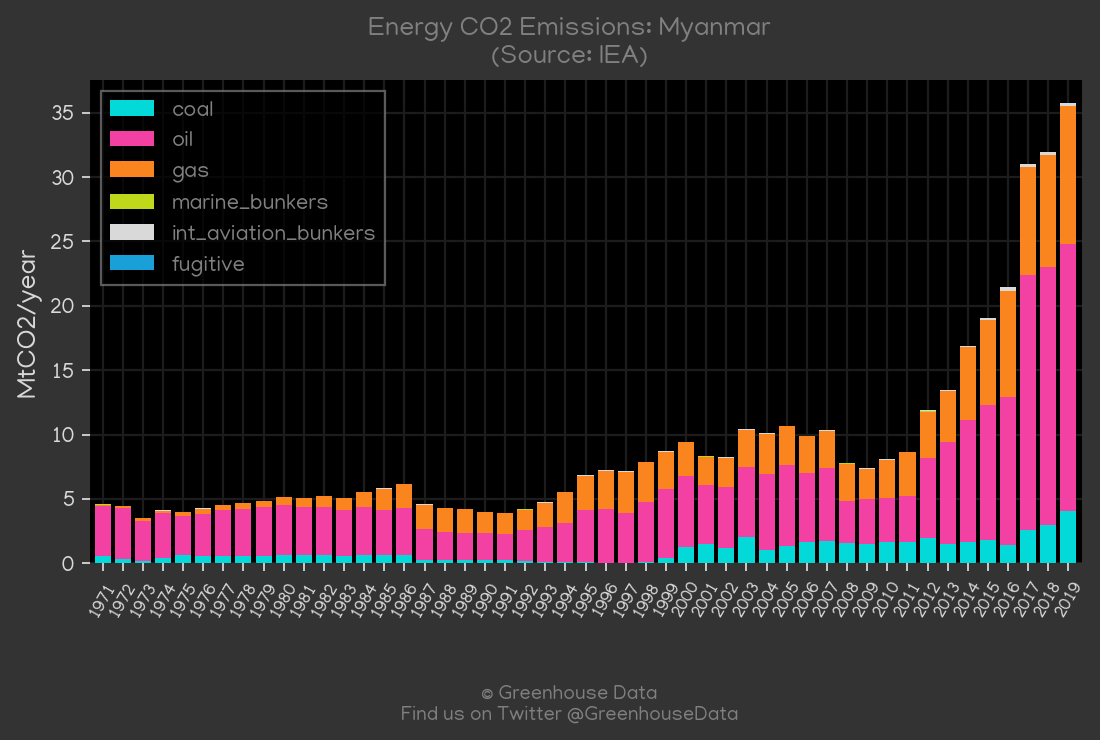 Energy CO2 Emissions: Myanmar
(Source: IEA)
coal
oil
gas
marine_bunkers
int_aviation_bunkers
fugitive
MtCO2/year
35
30
25
20
15
10
5
0
1971 1972 1973 1974 1975 1976 1977 1978 1979 1980 1981 1982 1983 1984 1985 1986 1987 1988 1989 1990 1991 1992 1993 1994 1995 1996 1997 1998 1999 2000 2001 2002 2003 2004 2005 2006 2007 2008 2009 2010 2011 2012 2013 2014 2015 2016 2017 2018 2019
© Greenhouse Data
Find us on Twitter @GreenhouseData